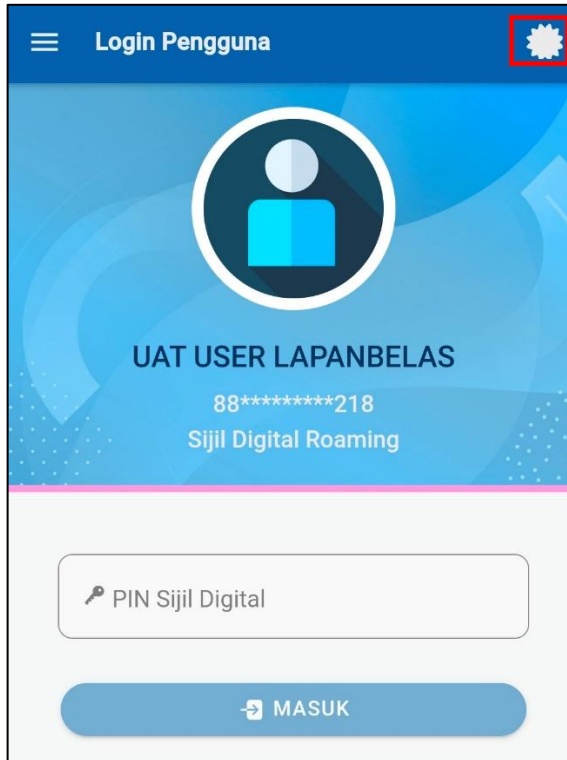 Login Pengguna
UAT USER LAPANBELAS
88*********218
Sijil Digital Roaming
PIN Sijil Digital
MASUK